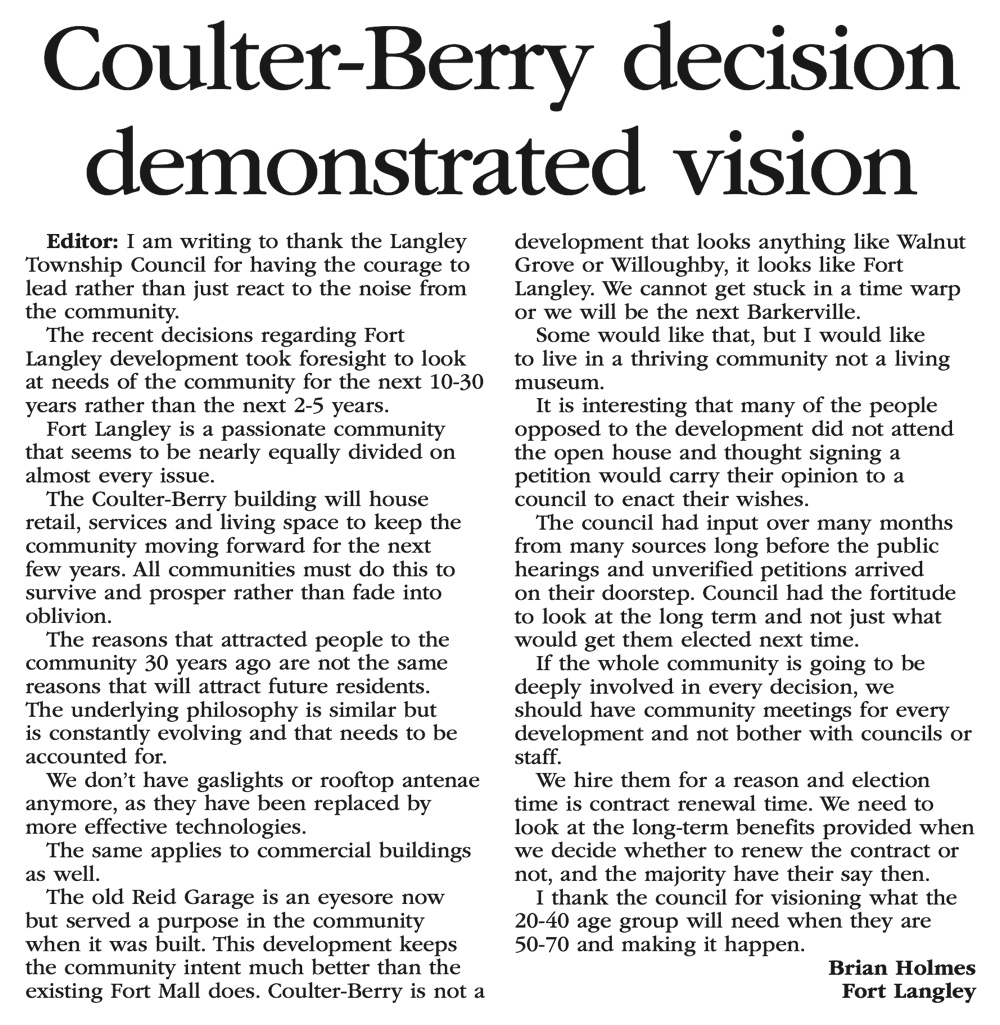 Coulter-Berry decision
demonstrated vision
Editor: I am writing to thank the Langley
Township Council for having the courage to
lead rather than just react to the noise from
the community.
The recent decisions regarding Fort
Langley development took foresight to look
at needs of the community for the next 10-30
years rather than the next 2-5 years.
Fort Langley is a passionate community
that seems to be nearly equally divided on
almost every issue.
The Coulter-Berry building will house
retail, services and living space to keep the
community moving forward for the next
few years. All communities must do this to
survive and prosper rather than fade into
oblivion.
The reasons that attracted people to the
community 30 years ago are not the same
reasons that will attract future residents.
The underlying philosophy is similar but
is constantly evolving and that needs to be
accounted for.
We don't have gaslights or rooftop antenae
anymore, as they have been replaced by
more effective technologies.
The same applies to commercial buildings
as well.
The old Reid Garage is an eyesore now
but served a purpose in the community
when it was built. This development keeps
the community intent much better than the
existing Fort Mall does. Coulter-Berry is not a
development that looks anything like Walnut
Grove or Willoughby, it looks like Fort
Langley. We cannot get stuck in a time warp
or we will be the next Barkerville.
Some would like that, but I would like
to live in a thriving community not a living
museum.
It is interesting that many of the people
opposed to the development did not attend
the open house and thought signing a
petition would carry their opinion to a
council to enact their wishes.
The council had input over many months
from many sources long before the public
hearings and unverified petitions arrived
on their doorstep. Council had the fortitude
to look at the long term and not just what
would get them elected next time.
If the whole community is going to be
deeply involved in every decision, we
should have community meetings for every
development and not bother with councils or
staff.
We hire them for a reason and election
time is contract renewal time. We need to
look at the long-term benefits provided when
we decide whether to renew the contract or
not, and the majority have their say then.
I thank the council for visioning what the
20-40 age group will need when they are
50-70 and making it happen.
Brian Holmes
Fort Langley